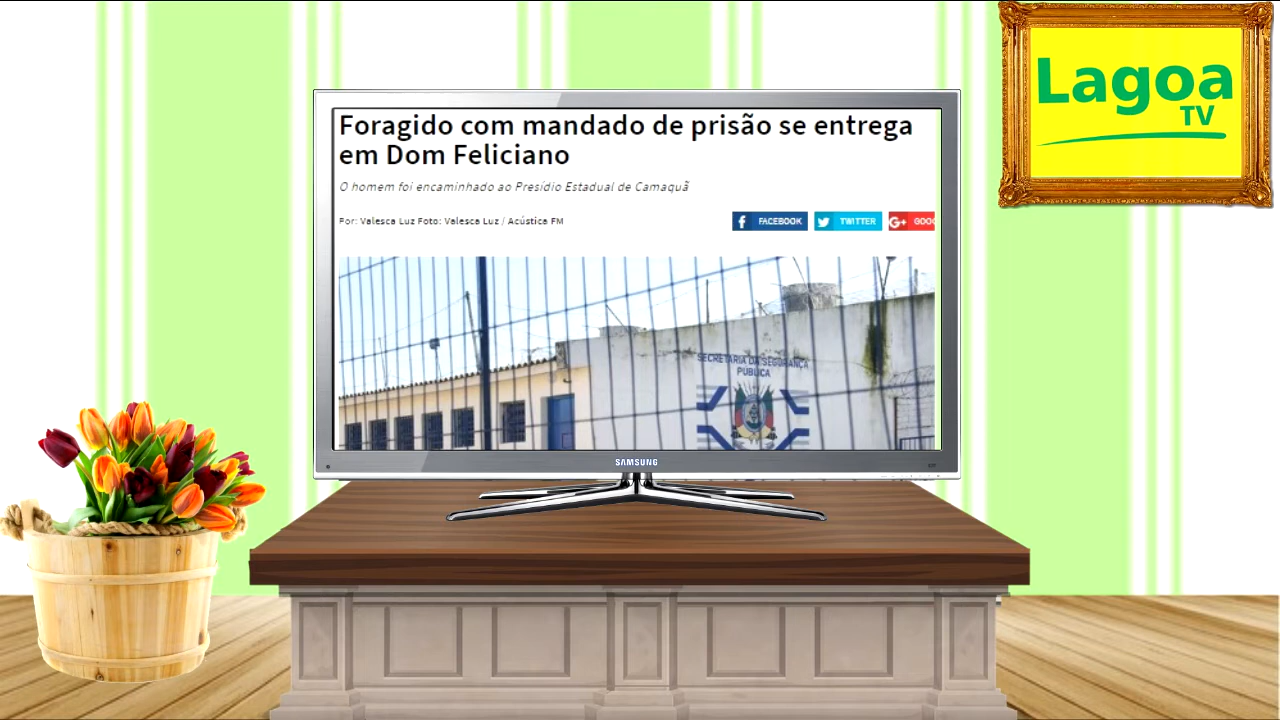 Lagoa
TV
Foragido com mandado de prisão se entrega
em Dom Feliciano
O homem foi encaminhado ao Presídio Estadual de Camaquã
Por: Valesca Luz Foto: Valesca Luz / Acústica FM
FACEBOOK
TWITTER
G+ GOO
SECRETARIA DA SEGURANÇA
PÚBLICA
SAMSUNG